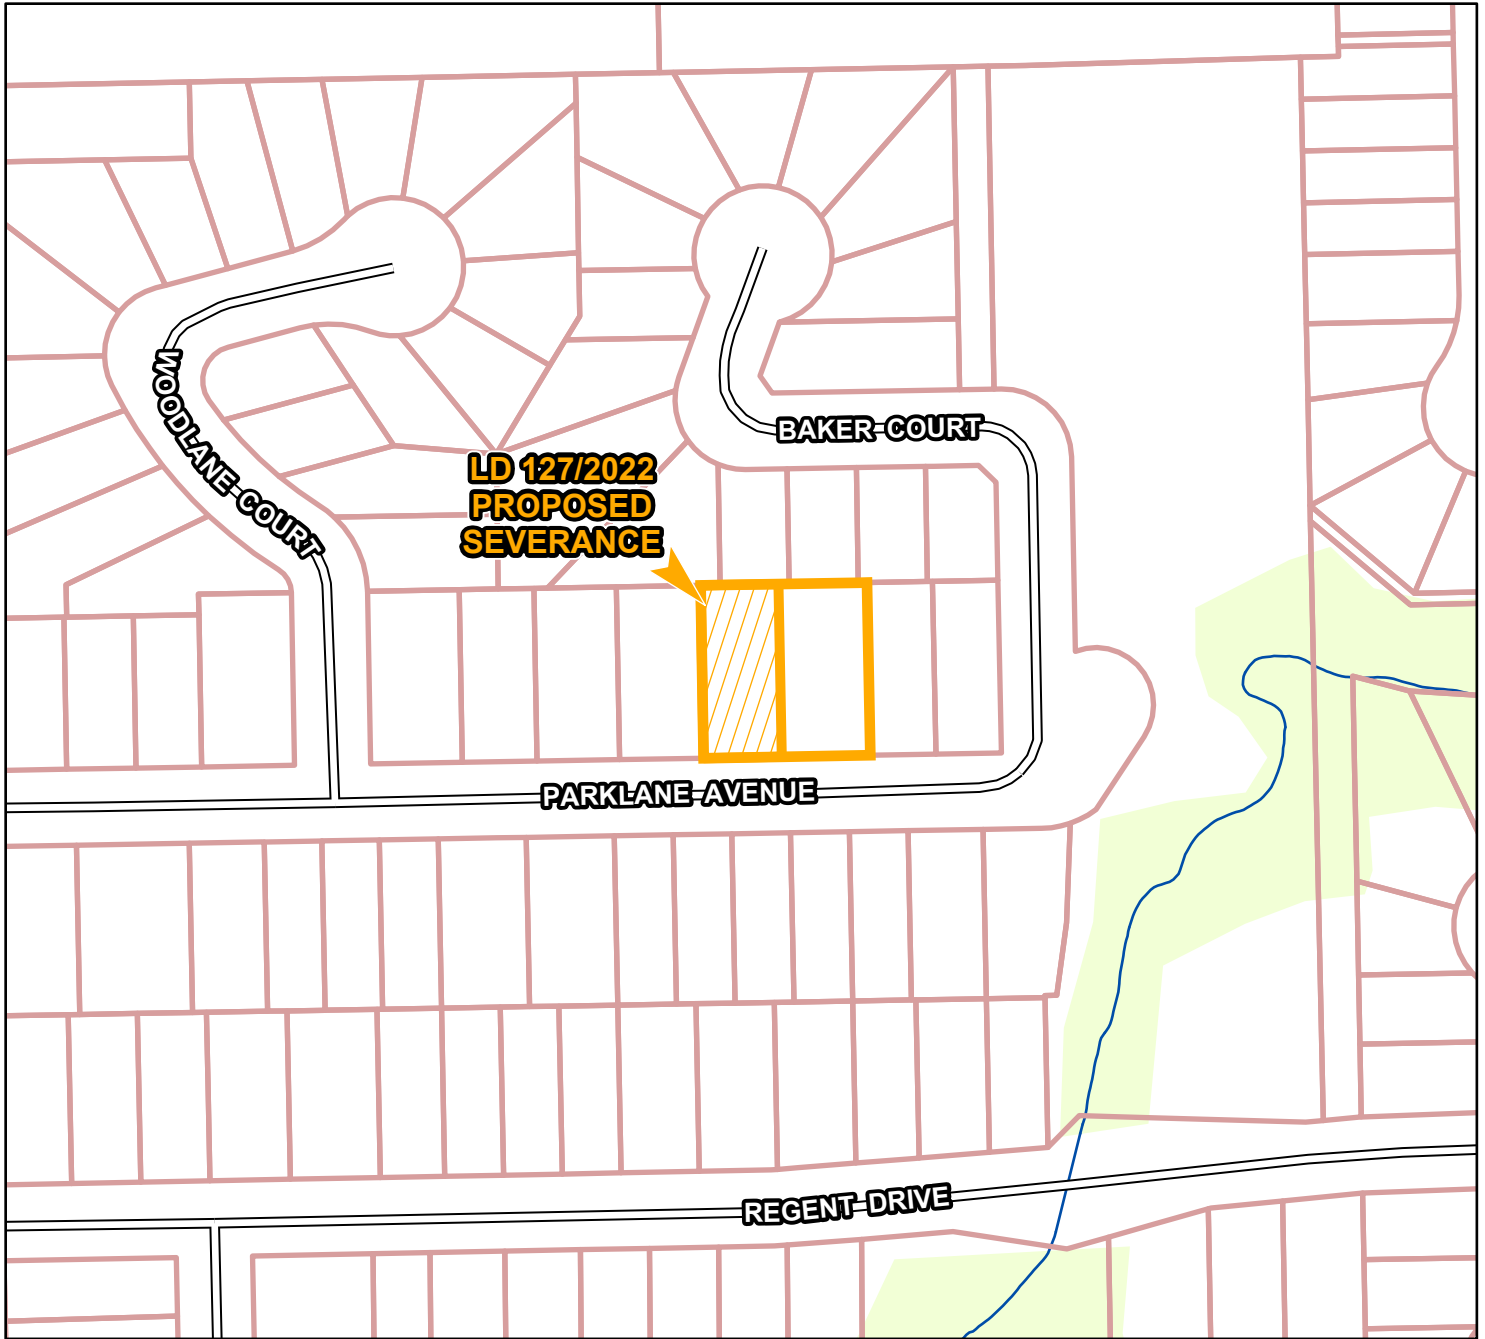 WOODLANE COURT
BAKER COURT
LD 127/2022
PROPOSED
SEVERANCE
PARKLANE AVENUE
REGENT DRIVE